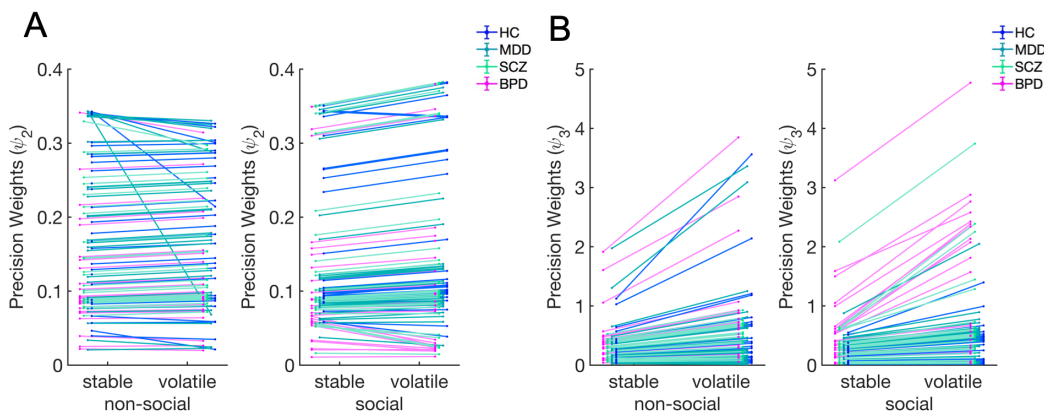 A
HC
MDD
SCZ
BPD
Precision Weights (ψ2)
0.4
0.3
0.2
0.1
0
stable volatile
non-social
Precision Weights (ψ2)
0.4
0.3
0.2
0.1
0
stable volatile
social
B
HC
MDD
SCZ
BPD
Precision Weights (ψ3)
5
4
3
2
1
0
stable volatile
non-social
Precision Weights (ψ3)
5
4
3
2
1
0
stable volatile
social